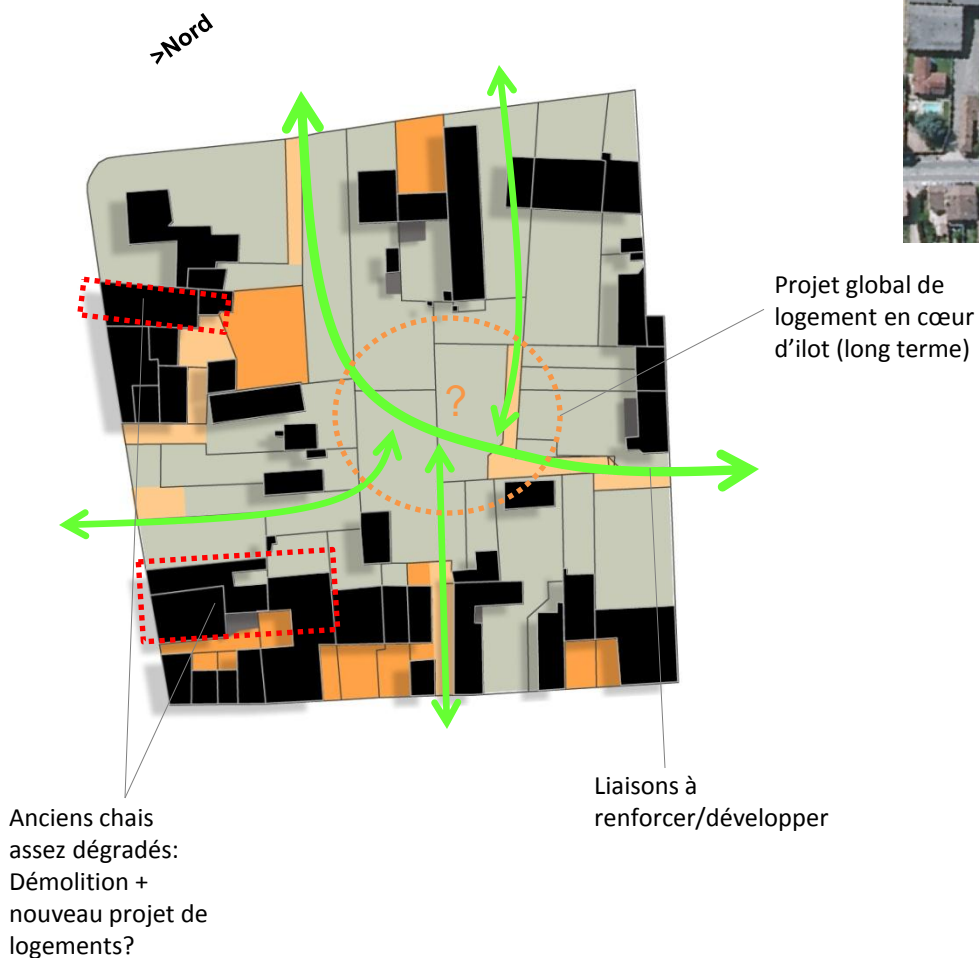 >Nord
Projet global de
logement en cœur
d'ilot (long terme)
?
Liaisons à
renforcer/développer
Anciens chais
assez dégradés:
Démolition +
nouveau projet de
logements?